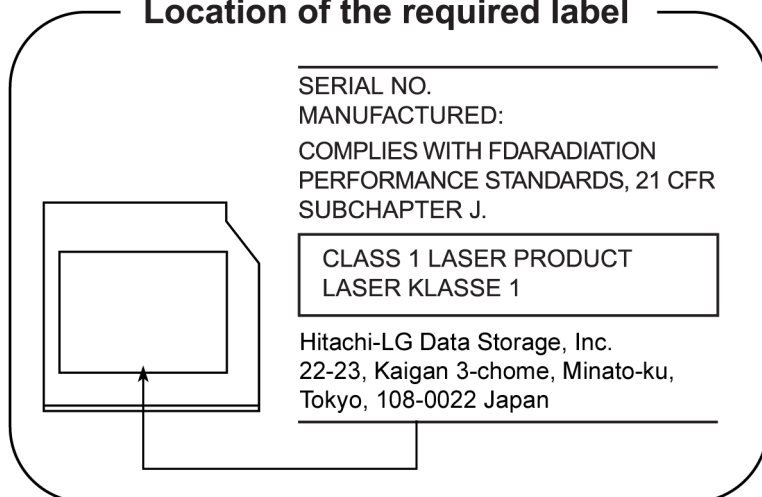 Location of the required label
SERIAL NO.
MANUFACTURED:
COMPLIES WITH FDARADIATION
PERFORMANCE STANDARDS, 21 CFR
SUBCHAPTER J.
CLASS 1 LASER PRODUCT
LASER KLASSE 1
Hitachi-LG Data Storage, Inc.
22-23, Kaigan 3-chome, Minato-ku,
Tokyo, 108-0022 Japan